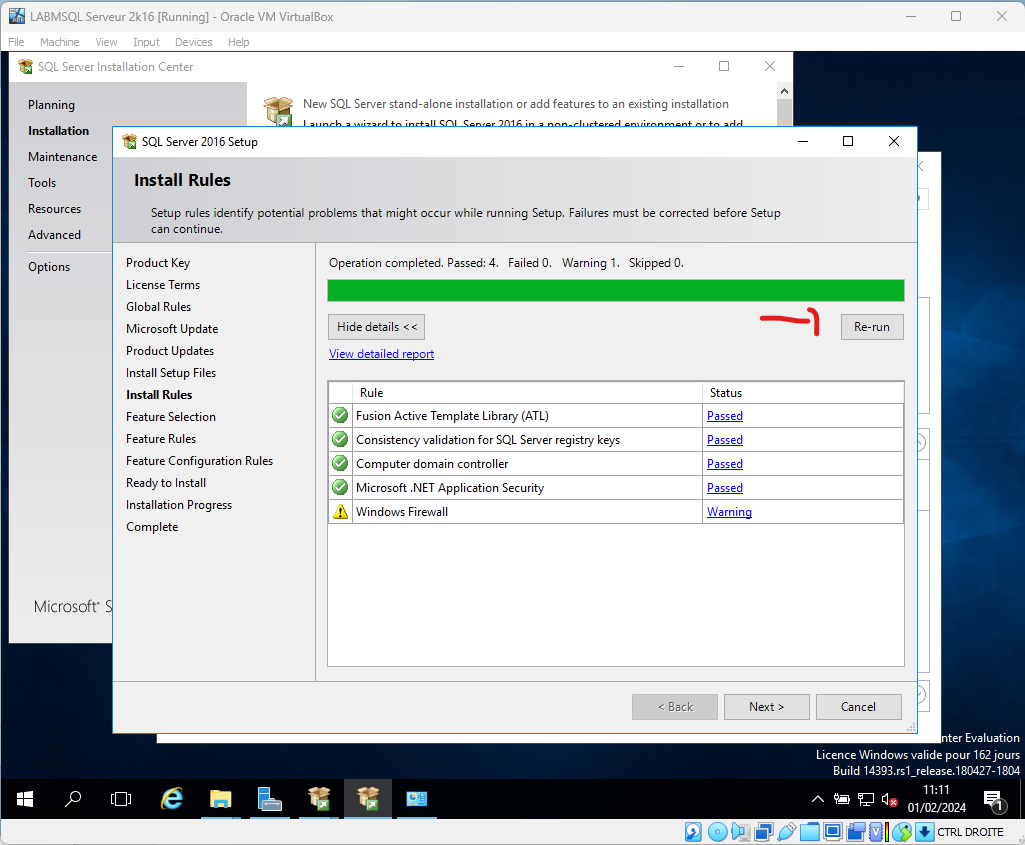 LABMSQL Serveur 2k16 [Running] - Oracle VM VirtualBox
File Machine View Input Devices Help
SQL Server Installation Center
Planning
Installation
Maintenance
Tools
Resources
Advanced
Options
New SQL Server stand-alone installation or add features to an existing installation
Launch a wizard to install SQL Server 2016 in a non-clustered environment or to add
Microsoft® S
SQL Server 2016 Setup
Install Rules
Setup rules identify potential problems that might occur while running Setup. Failures must be corrected before Setup
can continue.
Product Key
License Terms
Global Rules
Microsoft Update
Product Updates
Install Setup Files
Install Rules
Feature Selection
Feature Rules
Feature Configuration Rules
Ready to Install
Installation Progress
Complete
Operation completed. Passed: 4. Failed 0. Warning 1. Skipped 0.
Hide details <<
Re-run
View detailed report
Rule Status
Fusion Active Template Library (ATL) Passed
Consistency validation for SQL Server registry keys Passed
Computer domain controller Passed
Microsoft .NET Application Security Passed
Windows Firewall Warning
< Back Next > Cancel
nter Evaluation
Licence Windows valide pour 162 jours
Build 14393.rs1_release.180427-1804
11:11
01/02/2024
1
CTRL DROITE